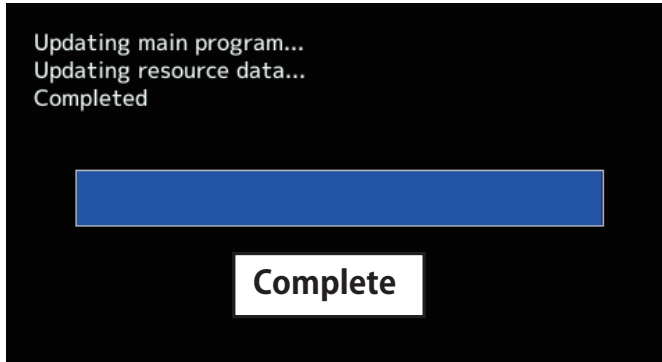 Updating main program...
Updating resource data...
Completed
Complete